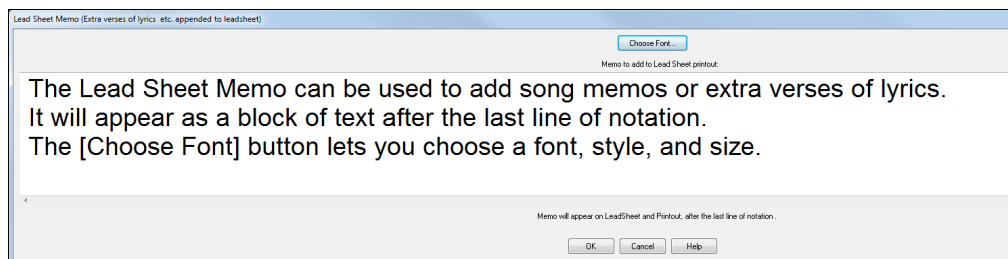 Lead Sheet Memo (Extra verses of lyrics etc. appended to leadsheet)
Choose Font...
Memo to add to Lead Sheet printout:
The Lead Sheet Memo can be used to add song memos or extra verses of lyrics.
It will appear as a block of text after the last line of notation.
The [Choose Font] button lets you choose a font, style, and size.
Memo will appear on LeadSheet and Printout, after the last line of notation .
OK Cancel Help